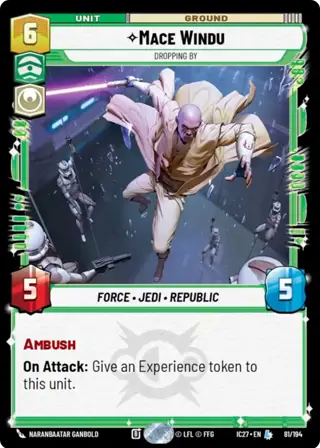 UNIT
GROUND
6
✧MACE WINDU
DROPPING BY
5
5
FORCE • JEDI • REPUBLIC
AMBUSH
On Attack: Give an Experience token to
this unit.
NARANBAATAR GANBOLD
© LFL © FFG
IC27 • EN
81/194